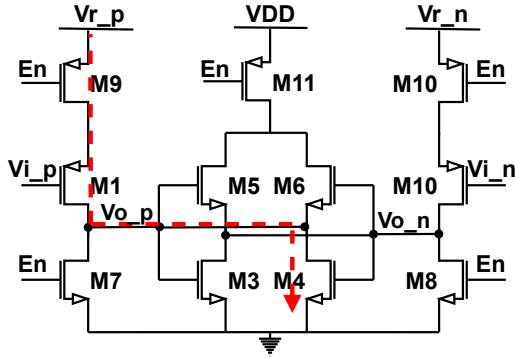 Vr_p VDD Vr_n
En M9 En M11 M10 En
Vi_p M1 M5 M6 M10 Vi_n
Vo_p Vo_n
En M7 M3 M4 M8 En